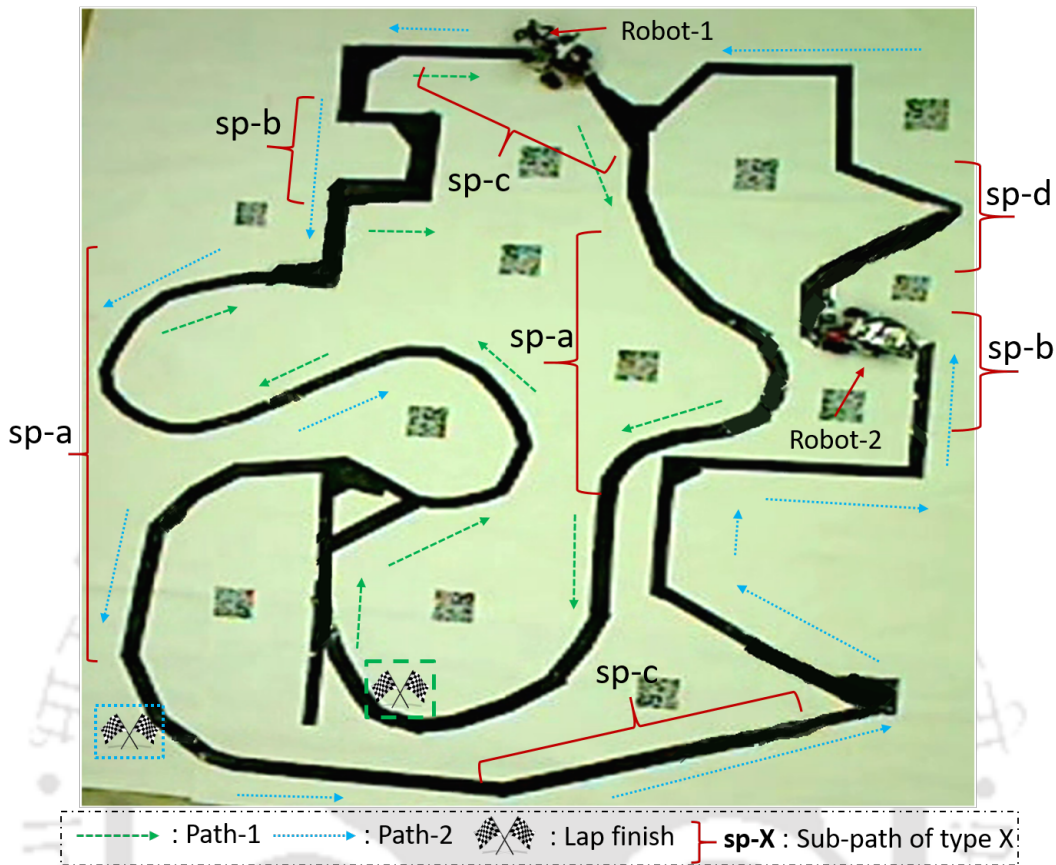 Robot-1
sp-b
sp-c
sp-d
sp-a
sp-b
sp-a
Robot-2
sp-c
: Path-1 : Path-2 : Lap finish sp-X : Sub-path of type X